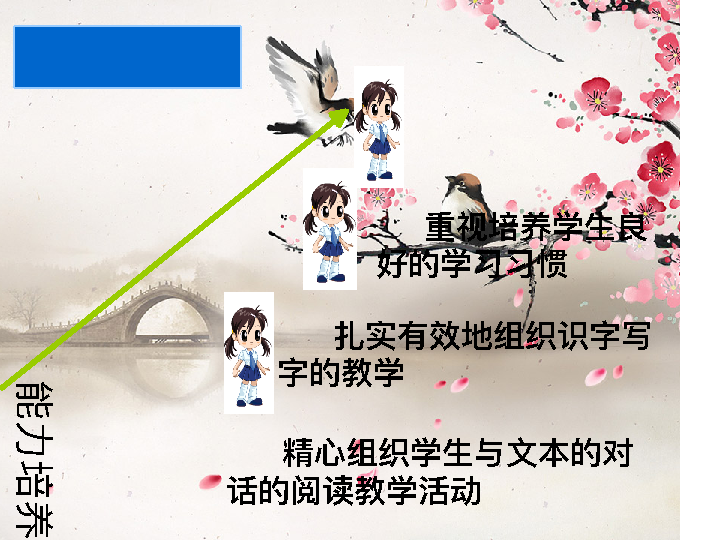 重视培养学生良
好的学习习惯
扎实有效地组织识字写
字的教学
精心组织学生与文本的对
话的阅读教学活动
能力培养